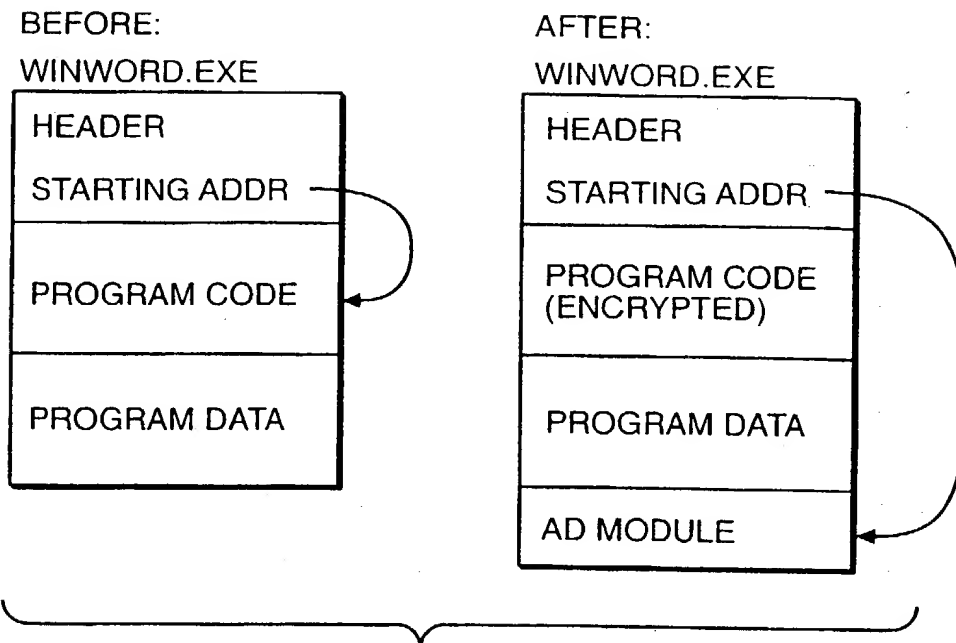 BEFORE:
WINWORD.EXE
HEADER
STARTING ADDR
PROGRAM CODE
PROGRAM DATA
AFTER:
WINWORD.EXE
HEADER
STARTING ADDR
PROGRAM CODE
(ENCRYPTED)
PROGRAM DATA
AD MODULE